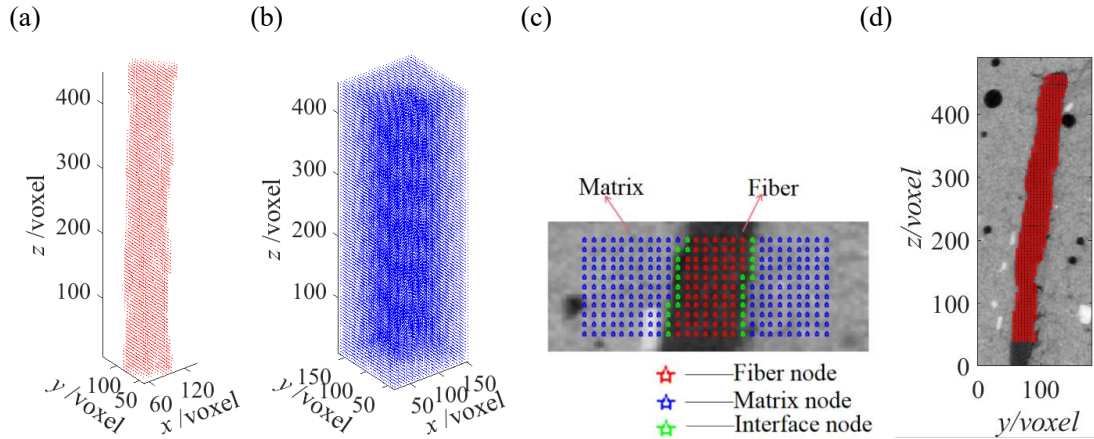 (a)
(b)
(c)
(d)
400
300
200
100
z /voxel
100
50
y /voxel
60
120
x /voxel
400
300
200
100
z /voxel
150
100
50
y /voxel
50
100
150
x /voxel
Matrix
Fiber
Fiber node
Matrix node
Interface node
400
300
400
200
100
0
z/voxel
0
100
y/voxel